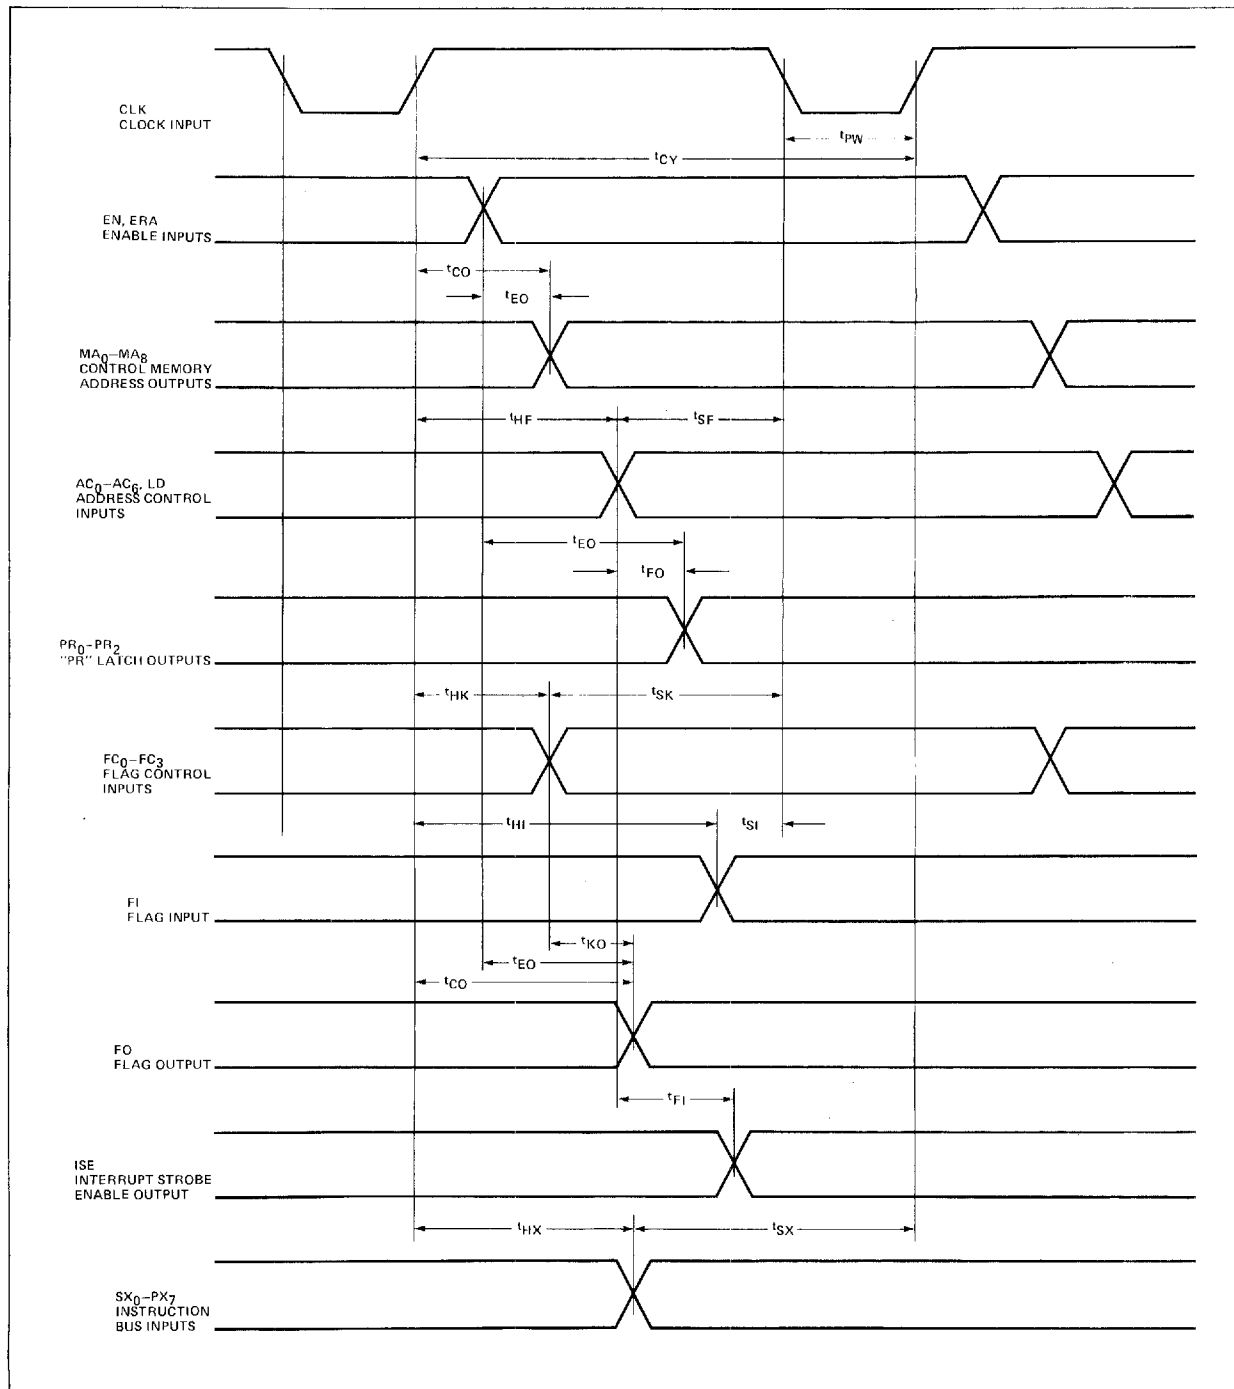 CLK
CLOCK INPUT
tPW
tCY
EN, ERA
ENABLE INPUTS
tCO
tEO
MA0–MA8
CONTROL MEMORY
ADDRESS OUTPUTS
tHF
tSF
AC0–AC6, LD
ADDRESS CONTROL
INPUTS
tEO
tFO
PR0–PR2
"PR" LATCH OUTPUTS
tHK
tSK
FC0–FC3
FLAG CONTROL
INPUTS
tHI
tSI
FI
FLAG INPUT
tKO
tEO
tCO
FO
FLAG OUTPUT
tFI
ISE
INTERRUPT STROBE
ENABLE OUTPUT
tHX
tSX
SX0–PX7
INSTRUCTION
BUS INPUTS